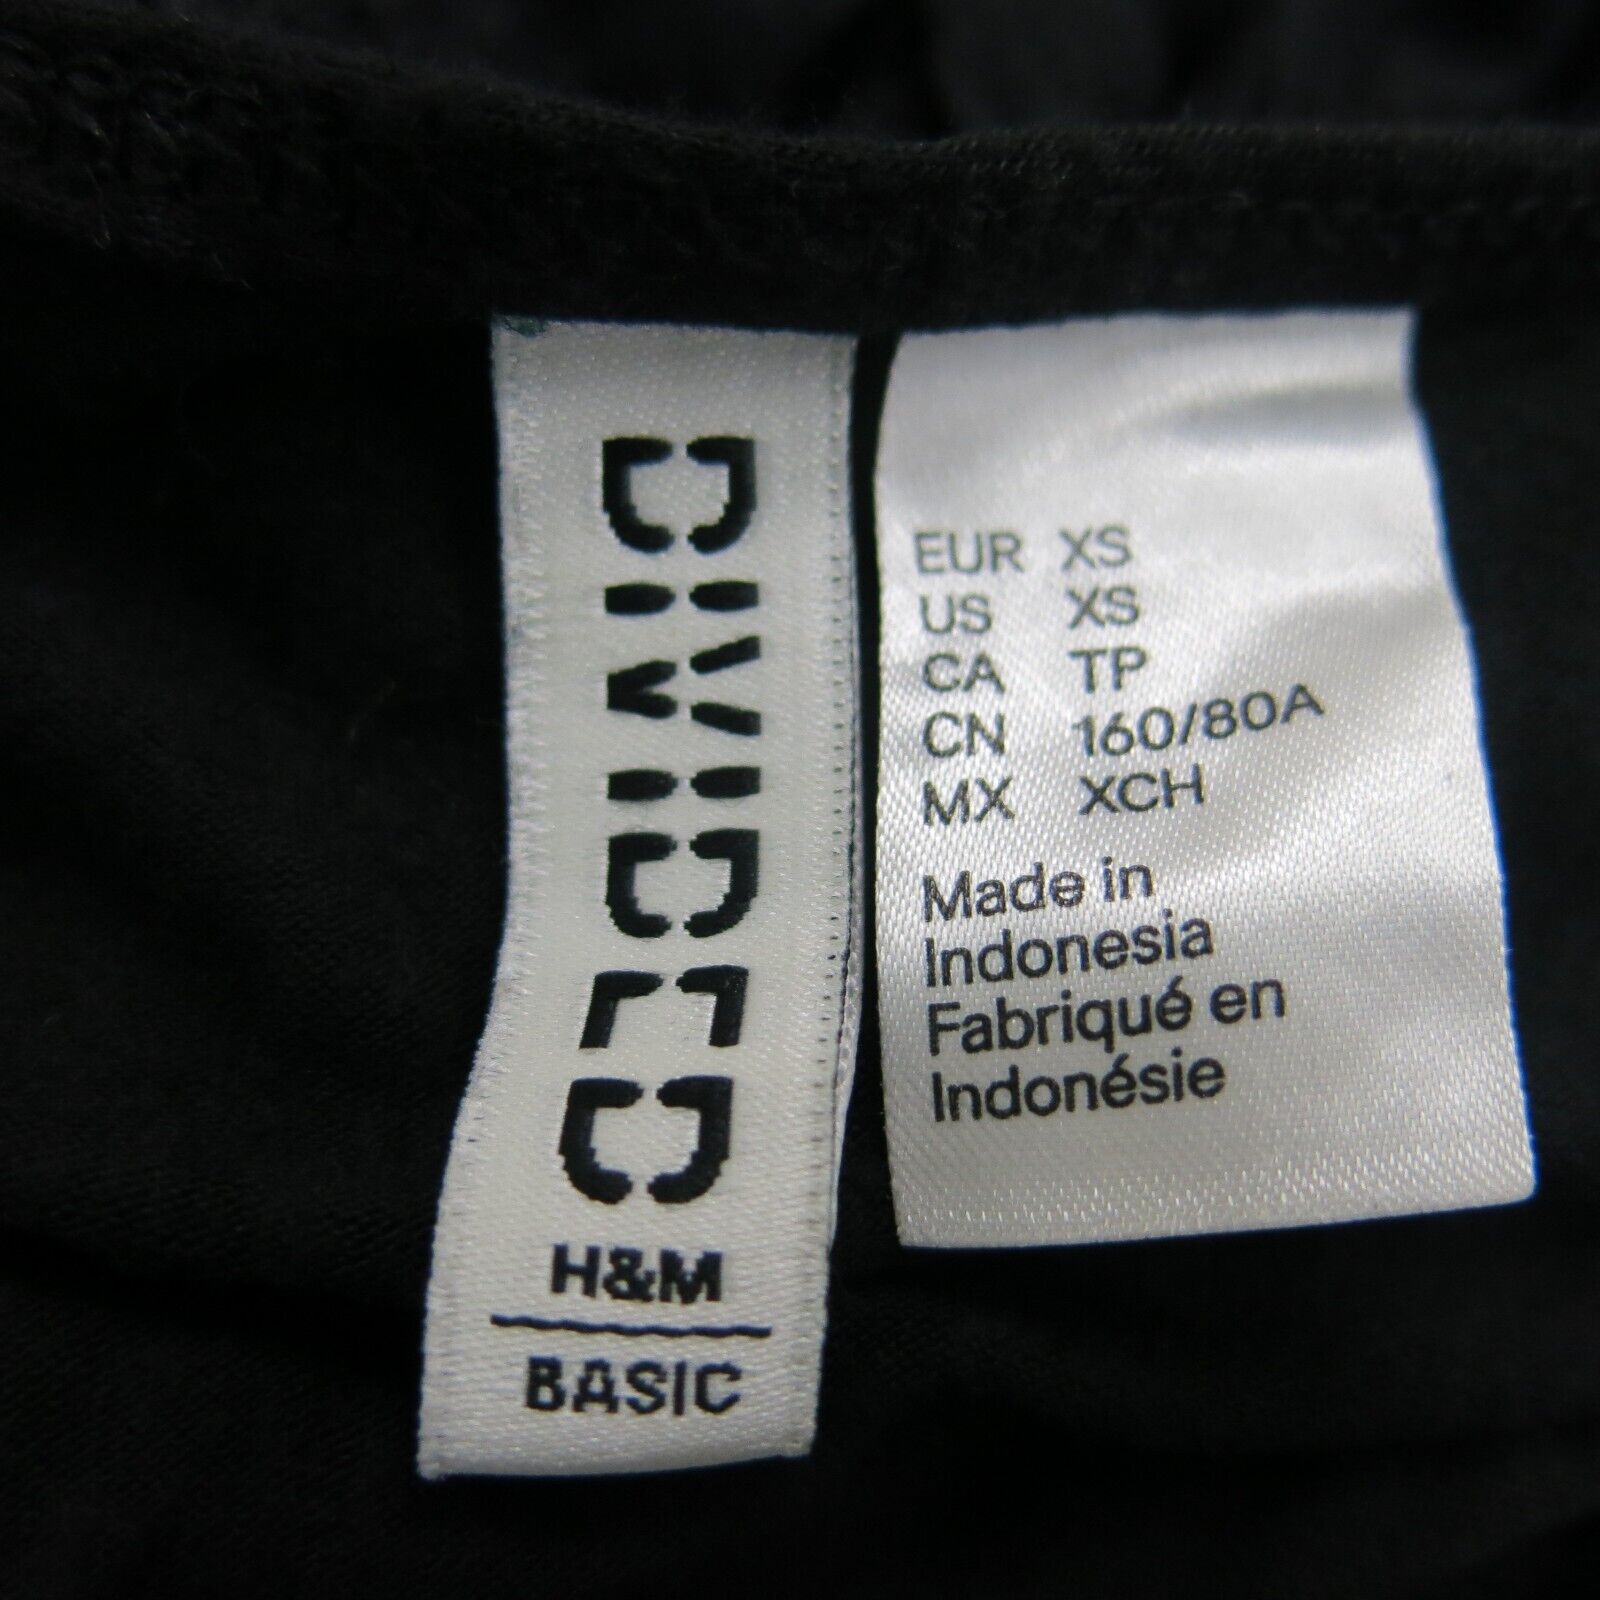 DIVIDED
H&M
BASIC
EUR XS
US XS
CA TP
CN 160/80A
MX XCH
Made in
Indonesia
Fabriqué en
Indonésie